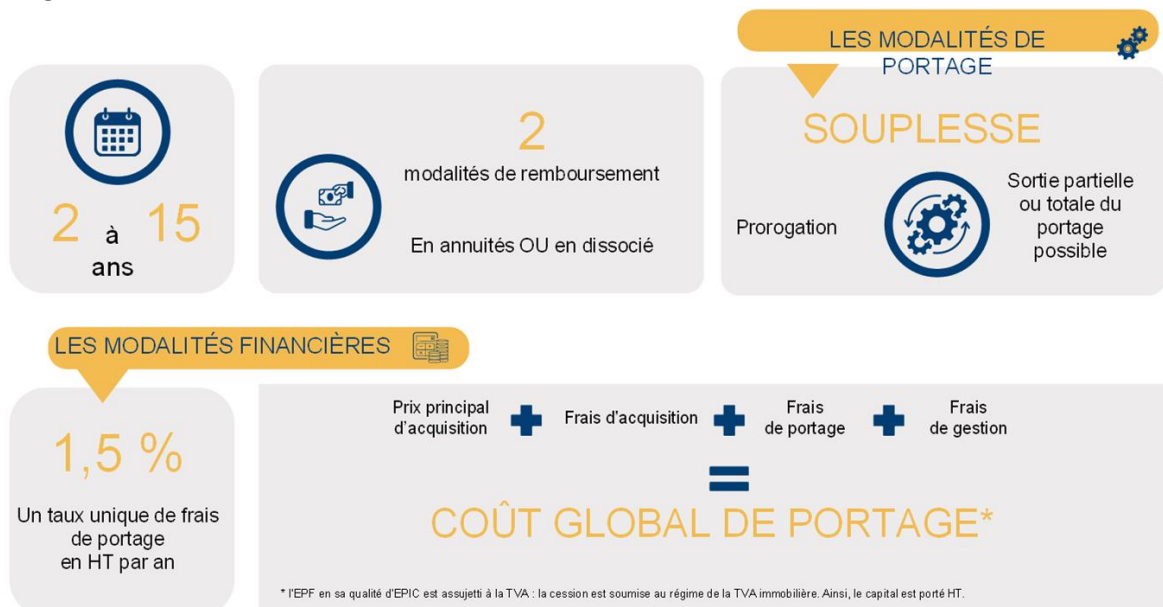 LES MODALITÉS DE
PORTAGE
2 à 15
ans
2
modalités de remboursement
En annuités OU en dissocié
SOUPLESSE
Prorogation
Sortie partielle
ou totale du
portage
possible
LES MODALITÉS FINANCIÈRES
1,5 %
Un taux unique de frais
de portage
en HT par an
Prix principal
d'acquisition
Frais d'acquisition
Frais
de portage
Frais
de gestion
=
COÛT GLOBAL DE PORTAGE*
* l'EPF en sa qualité d'EPIC est assujetti à la TVA : la cession est soumise au régime de la TVA immobilière. Ainsi, le capital est porté HT.